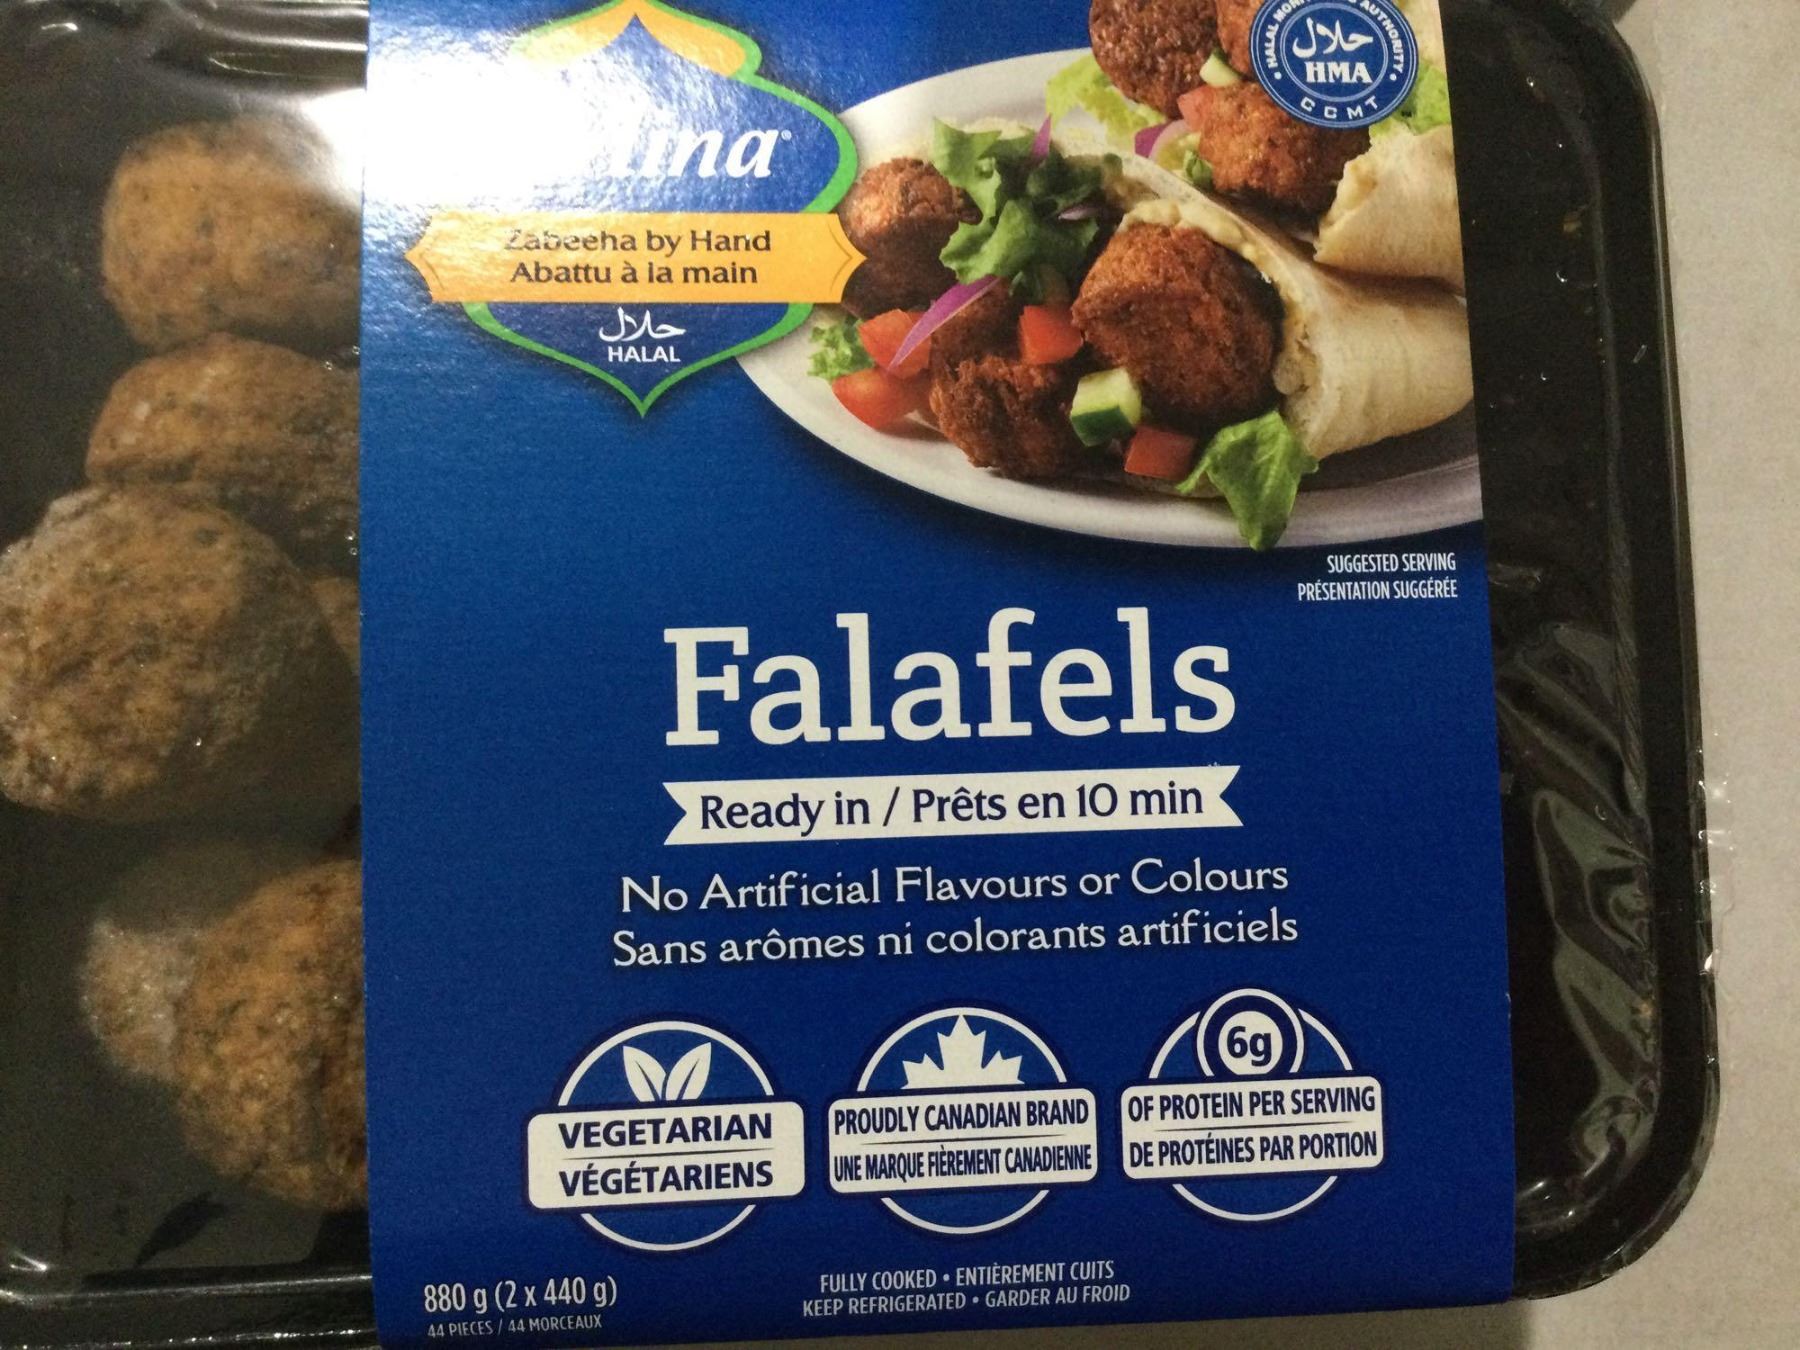 HALAL AUTHORITY
حلال
HMA
CCMT
Zabeeha by Hand
Abattu à la main
حلال
HALAL
SUGGESTED SERVING
PRÉSENTATION SUGGÉRÉE
Falafels
Ready in / Prêts en 10 min
No Artificial Flavours or Colours
Sans arômes ni colorants artificiels
VEGETARIAN
VÉGÉTARIENS
PROUDLY CANADIAN BRAND
UNE MARQUE FIÈREMENT CANADIENNE
6g
OF PROTEIN PER SERVING
DE PROTÉINES PAR PORTION
880 g (2 x 440 g)
44 PIECES / 44 MORCEAUX
FULLY COOKED • ENTIÈREMENT CUITS
KEEP REFRIGERATED • GARDER AU FROID